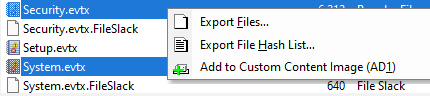 Security.evtx
Security.evtx.FileSlack
Setup.evtx
System.evtx
System.evtx.FileSlack 640 File Slack
Export Files...
Export File Hash List...
Add to Custom Content Image (AD1)